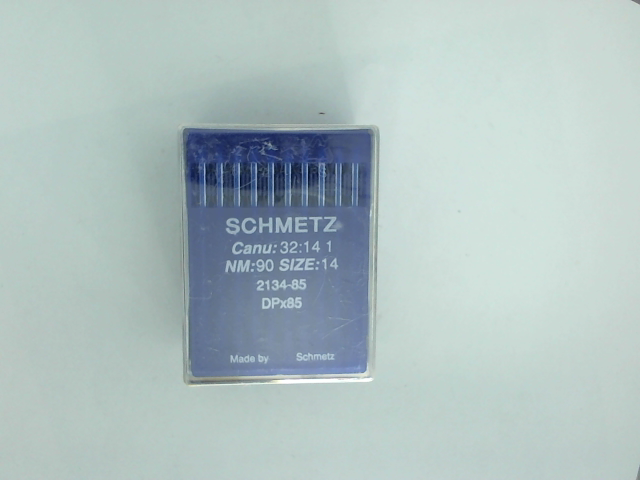 SCHMETZ
Canu: 32:14 1
NM:90 SIZE:14
2134-85
DPx85
Made by Schmetz